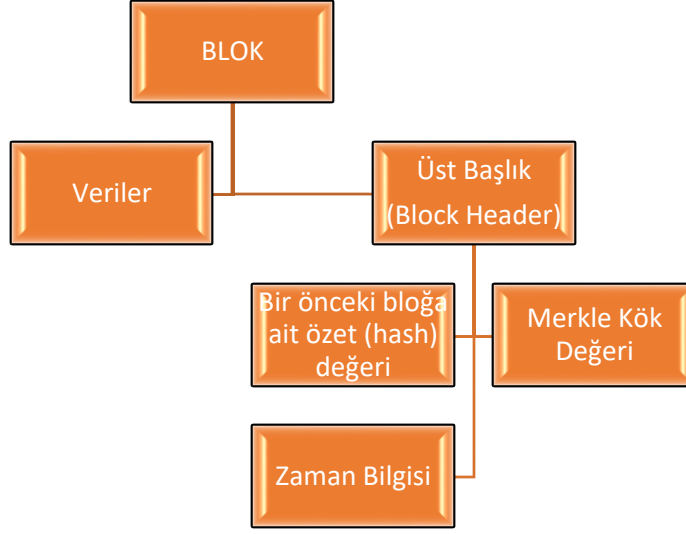 BLOK
Veriler
Üst Başlık
(Block Header)
Bir önceki bloğa
ait özet (hash)
değeri
Merkle Kök
Değeri
Zaman Bilgisi